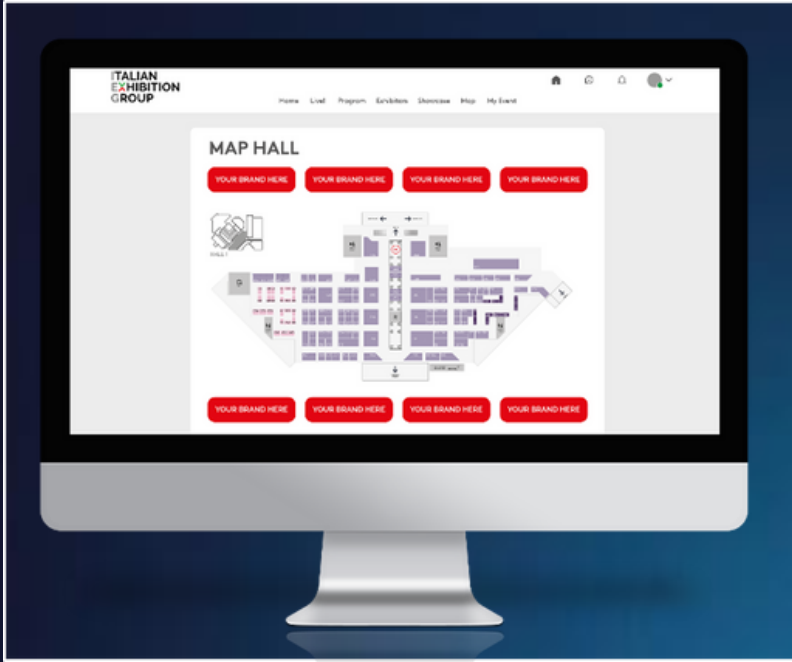 ITALIAN
EXHIBITION
GROUP
Home Live! Program Exhibitors Showcase Map My Event
MAP HALL
YOUR BRAND HERE YOUR BRAND HERE YOUR BRAND HERE YOUR BRAND HERE
YOUR BRAND HERE YOUR BRAND HERE YOUR BRAND HERE YOUR BRAND HERE